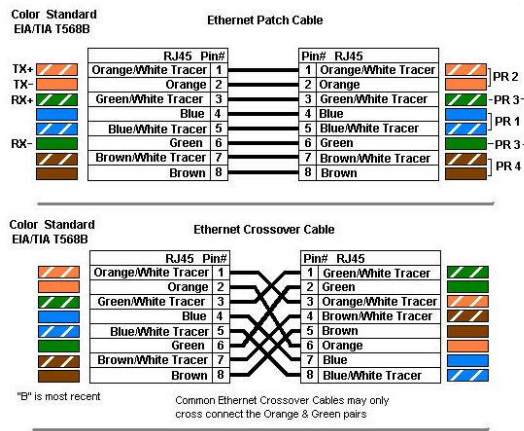 Color Standard
EIA/TIA T568B
Ethernet Patch Cable
RJ45 Pin# Pin# RJ45
TX+ Orange/White Tracer 1 1 Orange/White Tracer PR 2
TX- Orange 2 2 Orange
RX+ Green/White Tracer 3 3 Green/White Tracer PR 3
Blue 4 4 Blue PR 1
Blue/White Tracer 5 5 Blue/White Tracer
RX- Green 6 6 Green PR 3
Brown/White Tracer 7 7 Brown/White Tracer PR 4
Brown 8 8 Brown
Color Standard
EIA/TIA T568B
Ethernet Crossover Cable
RJ45 Pin# Pin# RJ45
Orange/White Tracer 1 1 Green/White Tracer
Orange 2 2 Green
Green/White Tracer 3 3 Orange/White Tracer
Blue 4 4 Brown/White Tracer
Blue/White Tracer 5 5 Brown
Green 6 6 Orange
Brown/White Tracer 7 7 Blue
Brown 8 8 Blue/White Tracer
"B" is most recent
Common Ethernet Crossover Cables may only
cross connect the Orange & Green pairs